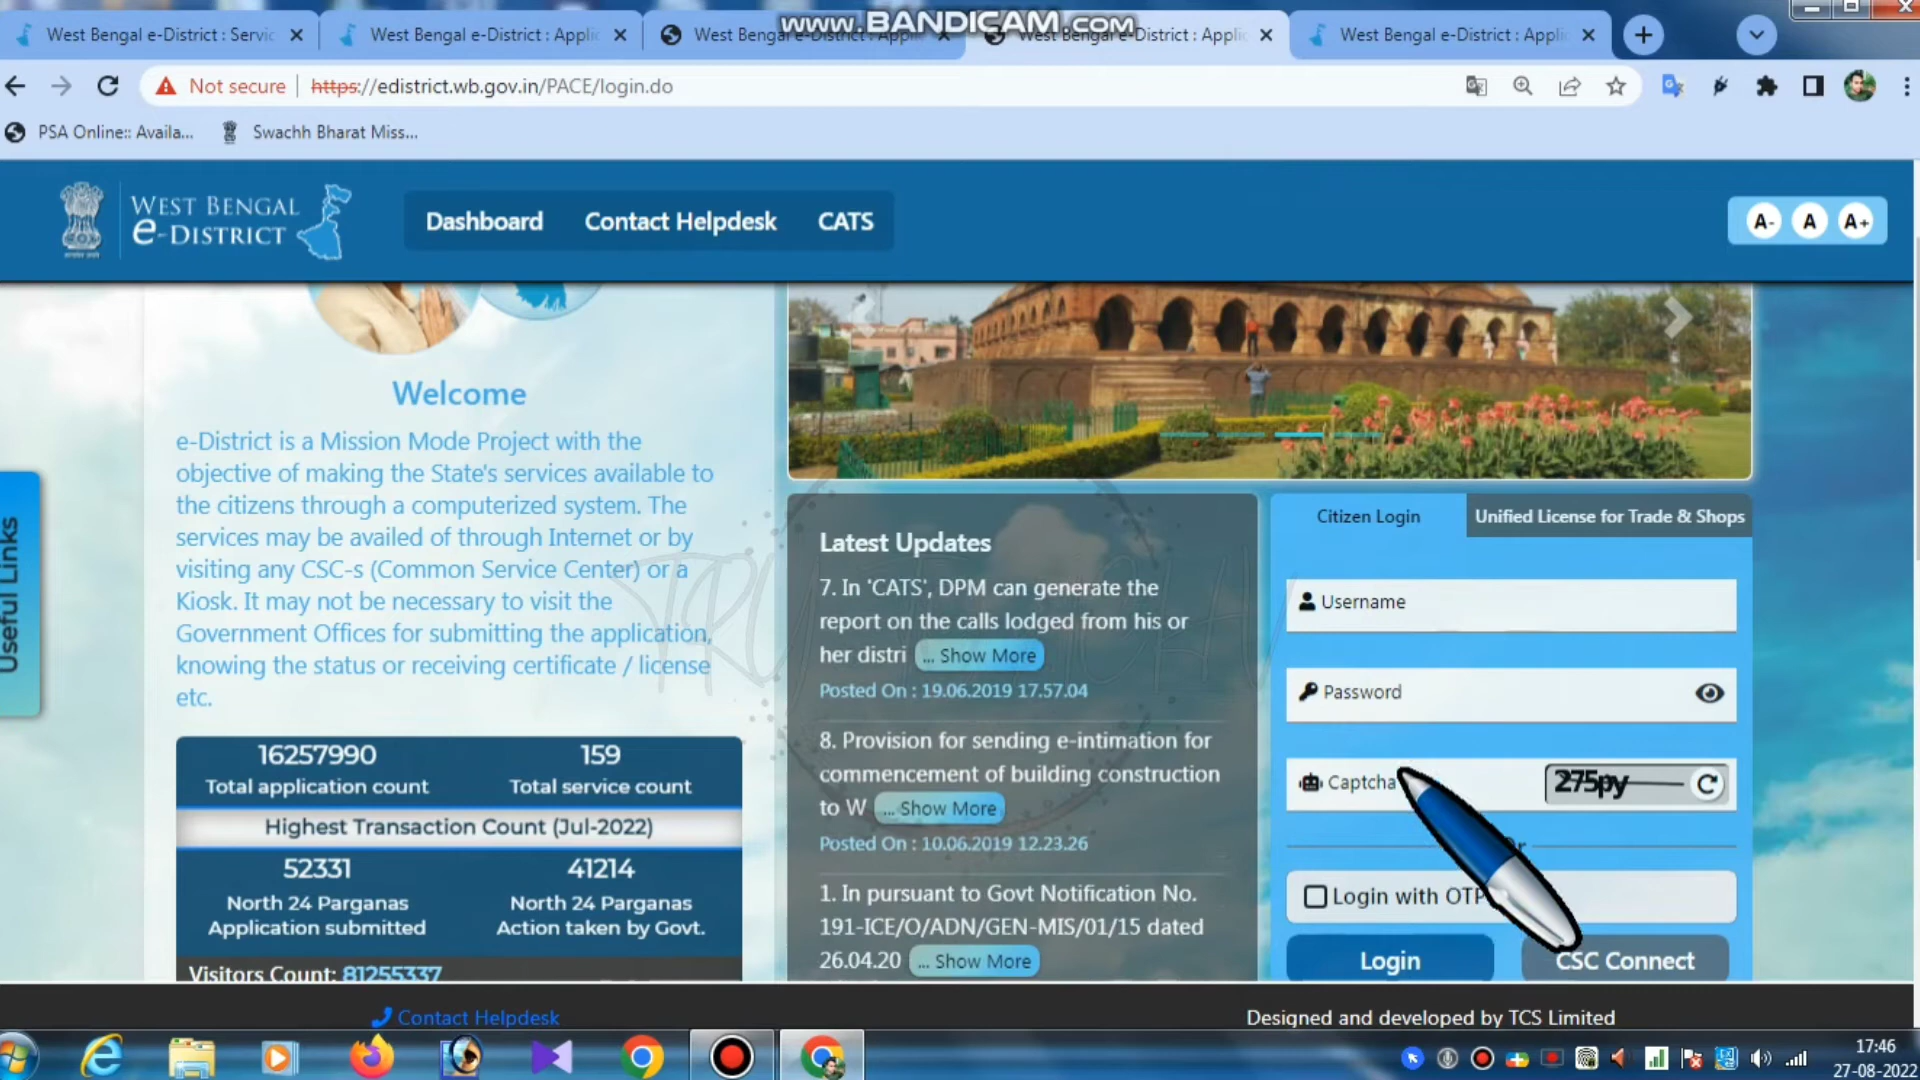 www.BANDICAM.COM
West Bengal e-District : Servic
West Bengal e-District : Applic
West Bengal e-District : Applic
West Bengal e-District : Applic
West Bengal e-District : Applic
Not secure
https://edistrict.wb.gov.in/PACE/login.do
PSA Online:: Availa...
Swachh Bharat Miss...
WEST BENGAL
e-DISTRICT
Dashboard
Contact Helpdesk
CATS
A-
A
A+
Useful Links
Welcome
e-District is a Mission Mode Project with the
objective of making the State's services available to
the citizens through a computerized system. The
services may be availed of through Internet or by
visiting any CSC-s (Common Service Center) or a
Kiosk. It may not be necessary to visit the
Government Offices for submitting the application,
knowing the status or receiving certificate / license
etc.
16257990
Total application count
159
Total service count
Highest Transaction Count (Jul-2022)
52331
North 24 Parganas
Application submitted
41214
North 24 Parganas
Action taken by Govt.
Visitors Count: 81255337
Latest Updates
7. In 'CATS', DPM can generate the
report on the calls lodged from his or
her distri ... Show More
Posted On : 19.06.2019 17.57.04
8. Provision for sending e-intimation for
commencement of building construction
to W ... Show More
Posted On : 10.06.2019 12.23.26
1. In pursuant to Govt Notification No.
191-ICE/O/ADN/GEN-MIS/01/15 dated
26.04.20 ... Show More
Citizen Login
Unified License for Trade & Shops
Username
Password
Captcha
275py
Or
Login with OTP
Login
CSC Connect
Contact Helpdesk
Designed and developed by TCS Limited
17:46
27-08-2022